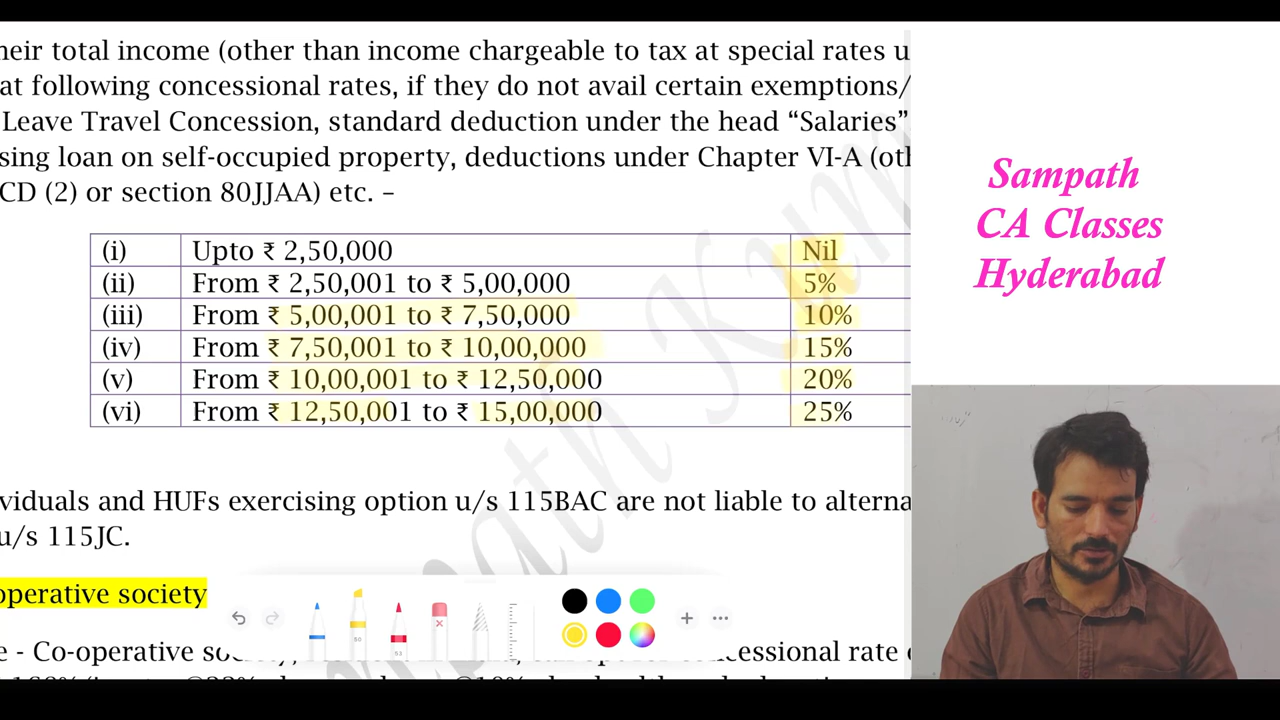 heir total income (other than income chargeable to tax at special rates u
at following concessional rates, if they do not avail certain exemptions/
Leave Travel Concession, standard deduction under the head “Salaries”
sing loan on self-occupied property, deductions under Chapter VI-A (oth
CD (2) or section 80JJAA) etc. –
(i) Upto ₹ 2,50,000 Nil
(ii) From ₹ 2,50,001 to ₹ 5,00,000 5%
(iii) From ₹ 5,00,001 to ₹ 7,50,000 10%
(iv) From ₹ 7,50,001 to ₹ 10,00,000 15%
(v) From ₹ 10,00,001 to ₹ 12,50,000 20%
(vi) From ₹ 12,50,001 to ₹ 15,00,000 25%
viduals and HUFs exercising option u/s 115BAC are not liable to alterna
u/s 115JC.
operative society
e - Co-operative
concessional rate
Sampath
CA Classes
Hyderabad